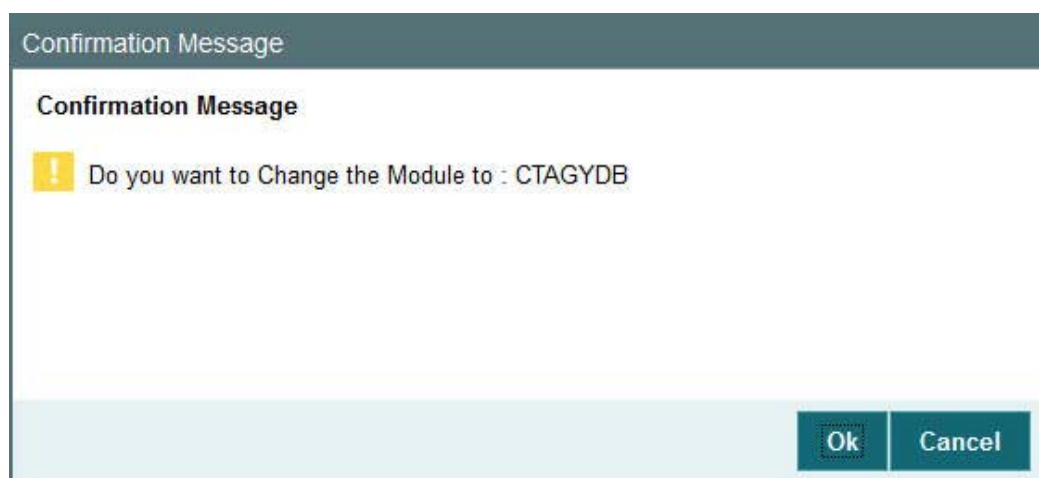 Confirmation Message
Confirmation Message
! Do you want to Change the Module to : CTAGYDB
Ok Cancel